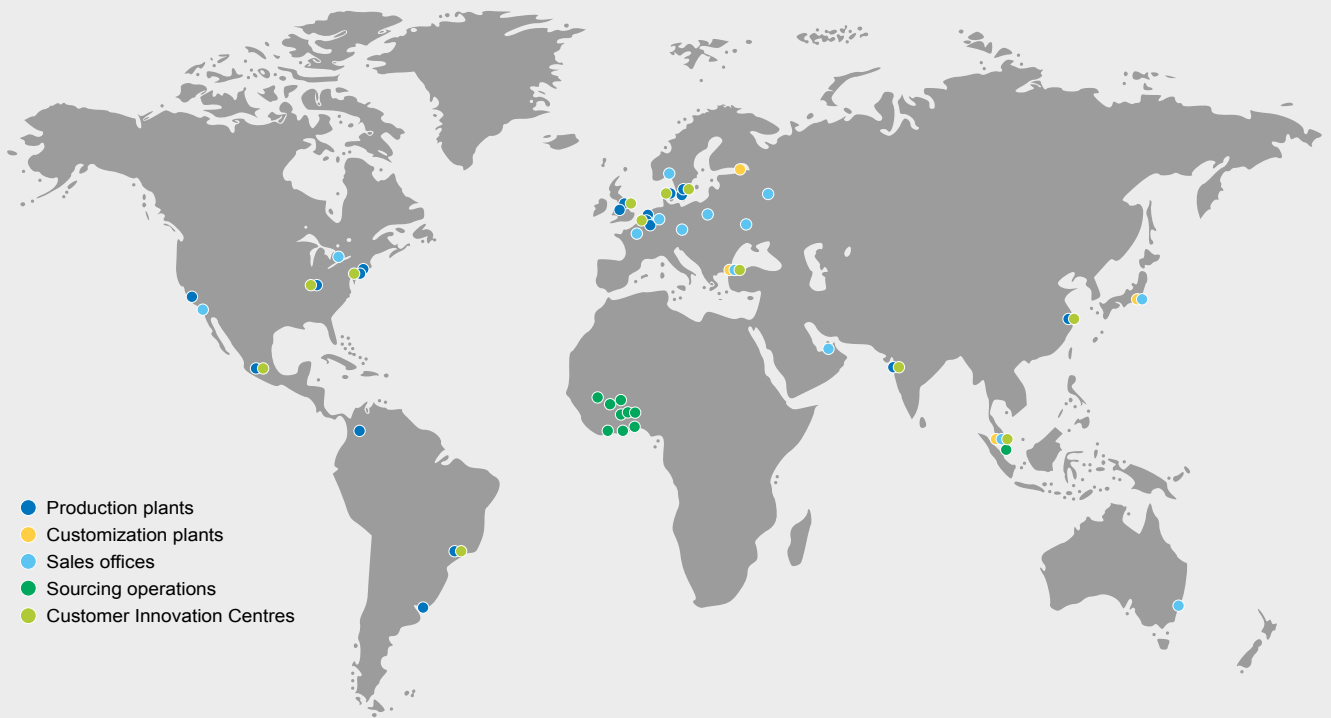 Production plants
Customization plants
Sales offices
Sourcing operations
Customer Innovation Centres